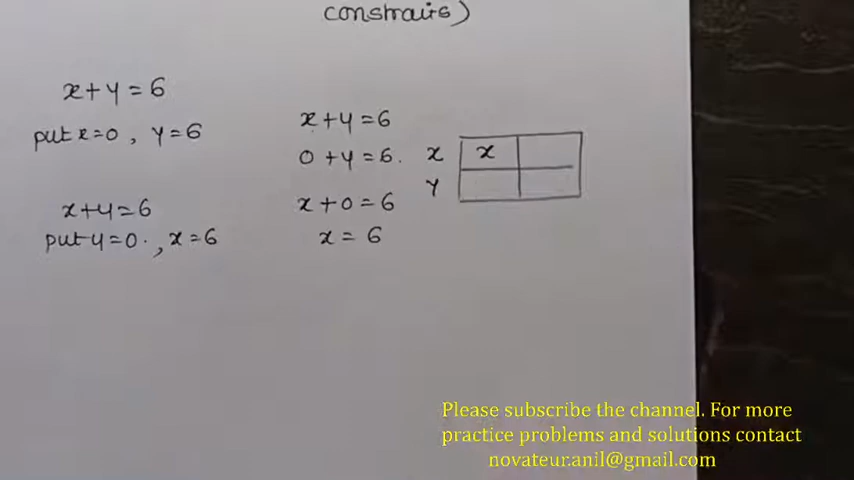 constraits)
x+y=6
put x=0, y=6
x+y=6
put y=0., x=6
x+y=6
0+y=6.
x+0=6
x=6
x x
y
Please subscribe the channel. For more
practice problems and solutions contact
novateur.anil@gmail.com